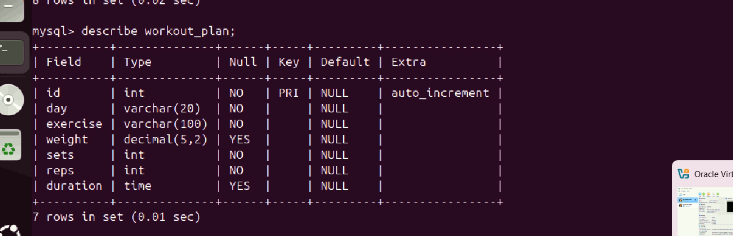 6 rows in set (0.02 sec)
mysql> describe workout_plan;
+----------+--------------+------+-----+---------+----------------+
| Field    | Type         | Null | Key | Default | Extra          |
+----------+--------------+------+-----+---------+----------------+
| id       | int          | NO   | PRI | NULL    | auto_increment |
| day      | varchar(20)  | NO   |     | NULL    |                |
| exercise | varchar(100) | NO   |     | NULL    |                |
| weight   | decimal(5,2) | YES  |     | NULL    |                |
| sets     | int          | NO   |     | NULL    |                |
| reps     | int          | NO   |     | NULL    |                |
| duration | time         | YES  |     | NULL    |                |
+----------+--------------+------+-----+---------+----------------+
7 rows in set (0.01 sec)
Oracle Virt